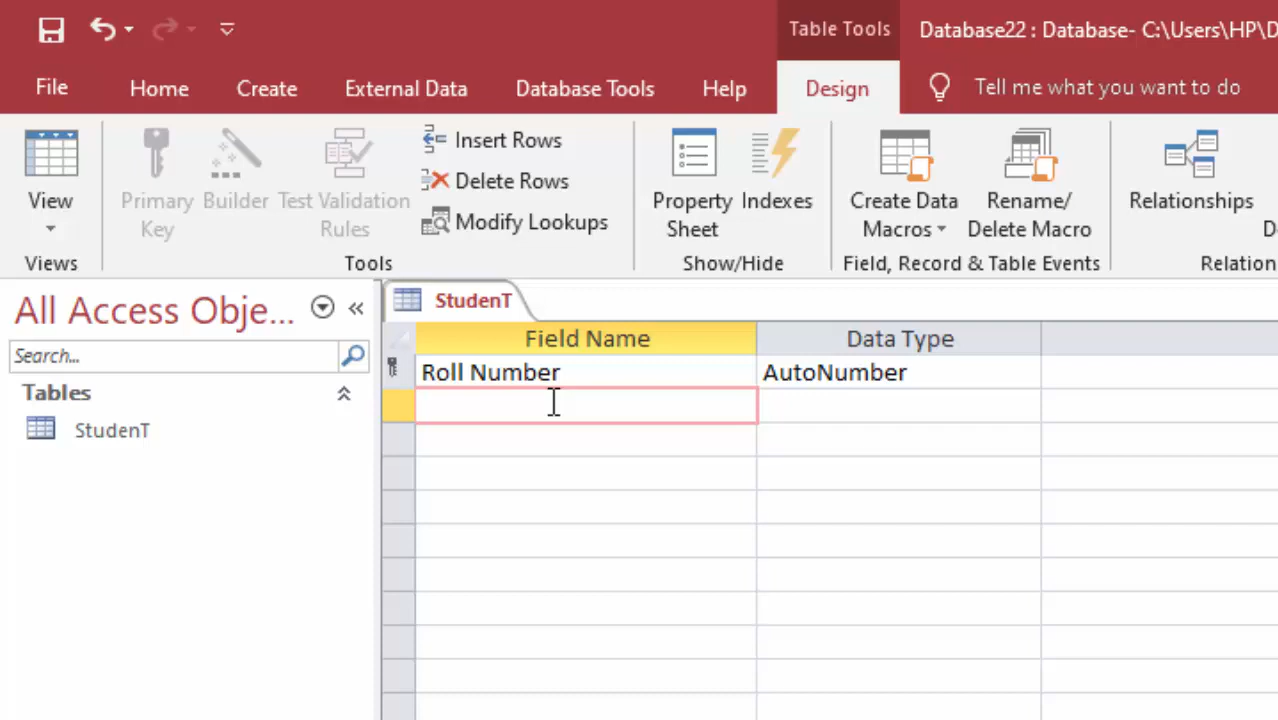 Table Tools
Database22 : Database- C:\Users\HP\D
File
Home
Create
External Data
Database Tools
Help
Design
Tell me what you want to do
View
Primary Key
Builder
Test Validation Rules
Insert Rows
Delete Rows
Modify Lookups
Property Sheet
Indexes
Create Data Macros
Rename/ Delete Macro
Relationships
D
Views
Tools
Show/Hide
Field, Record & Table Events
Relation
All Access Obje...
Search...
Tables
StudenT
StudenT
Field Name
Data Type
Roll Number
AutoNumber